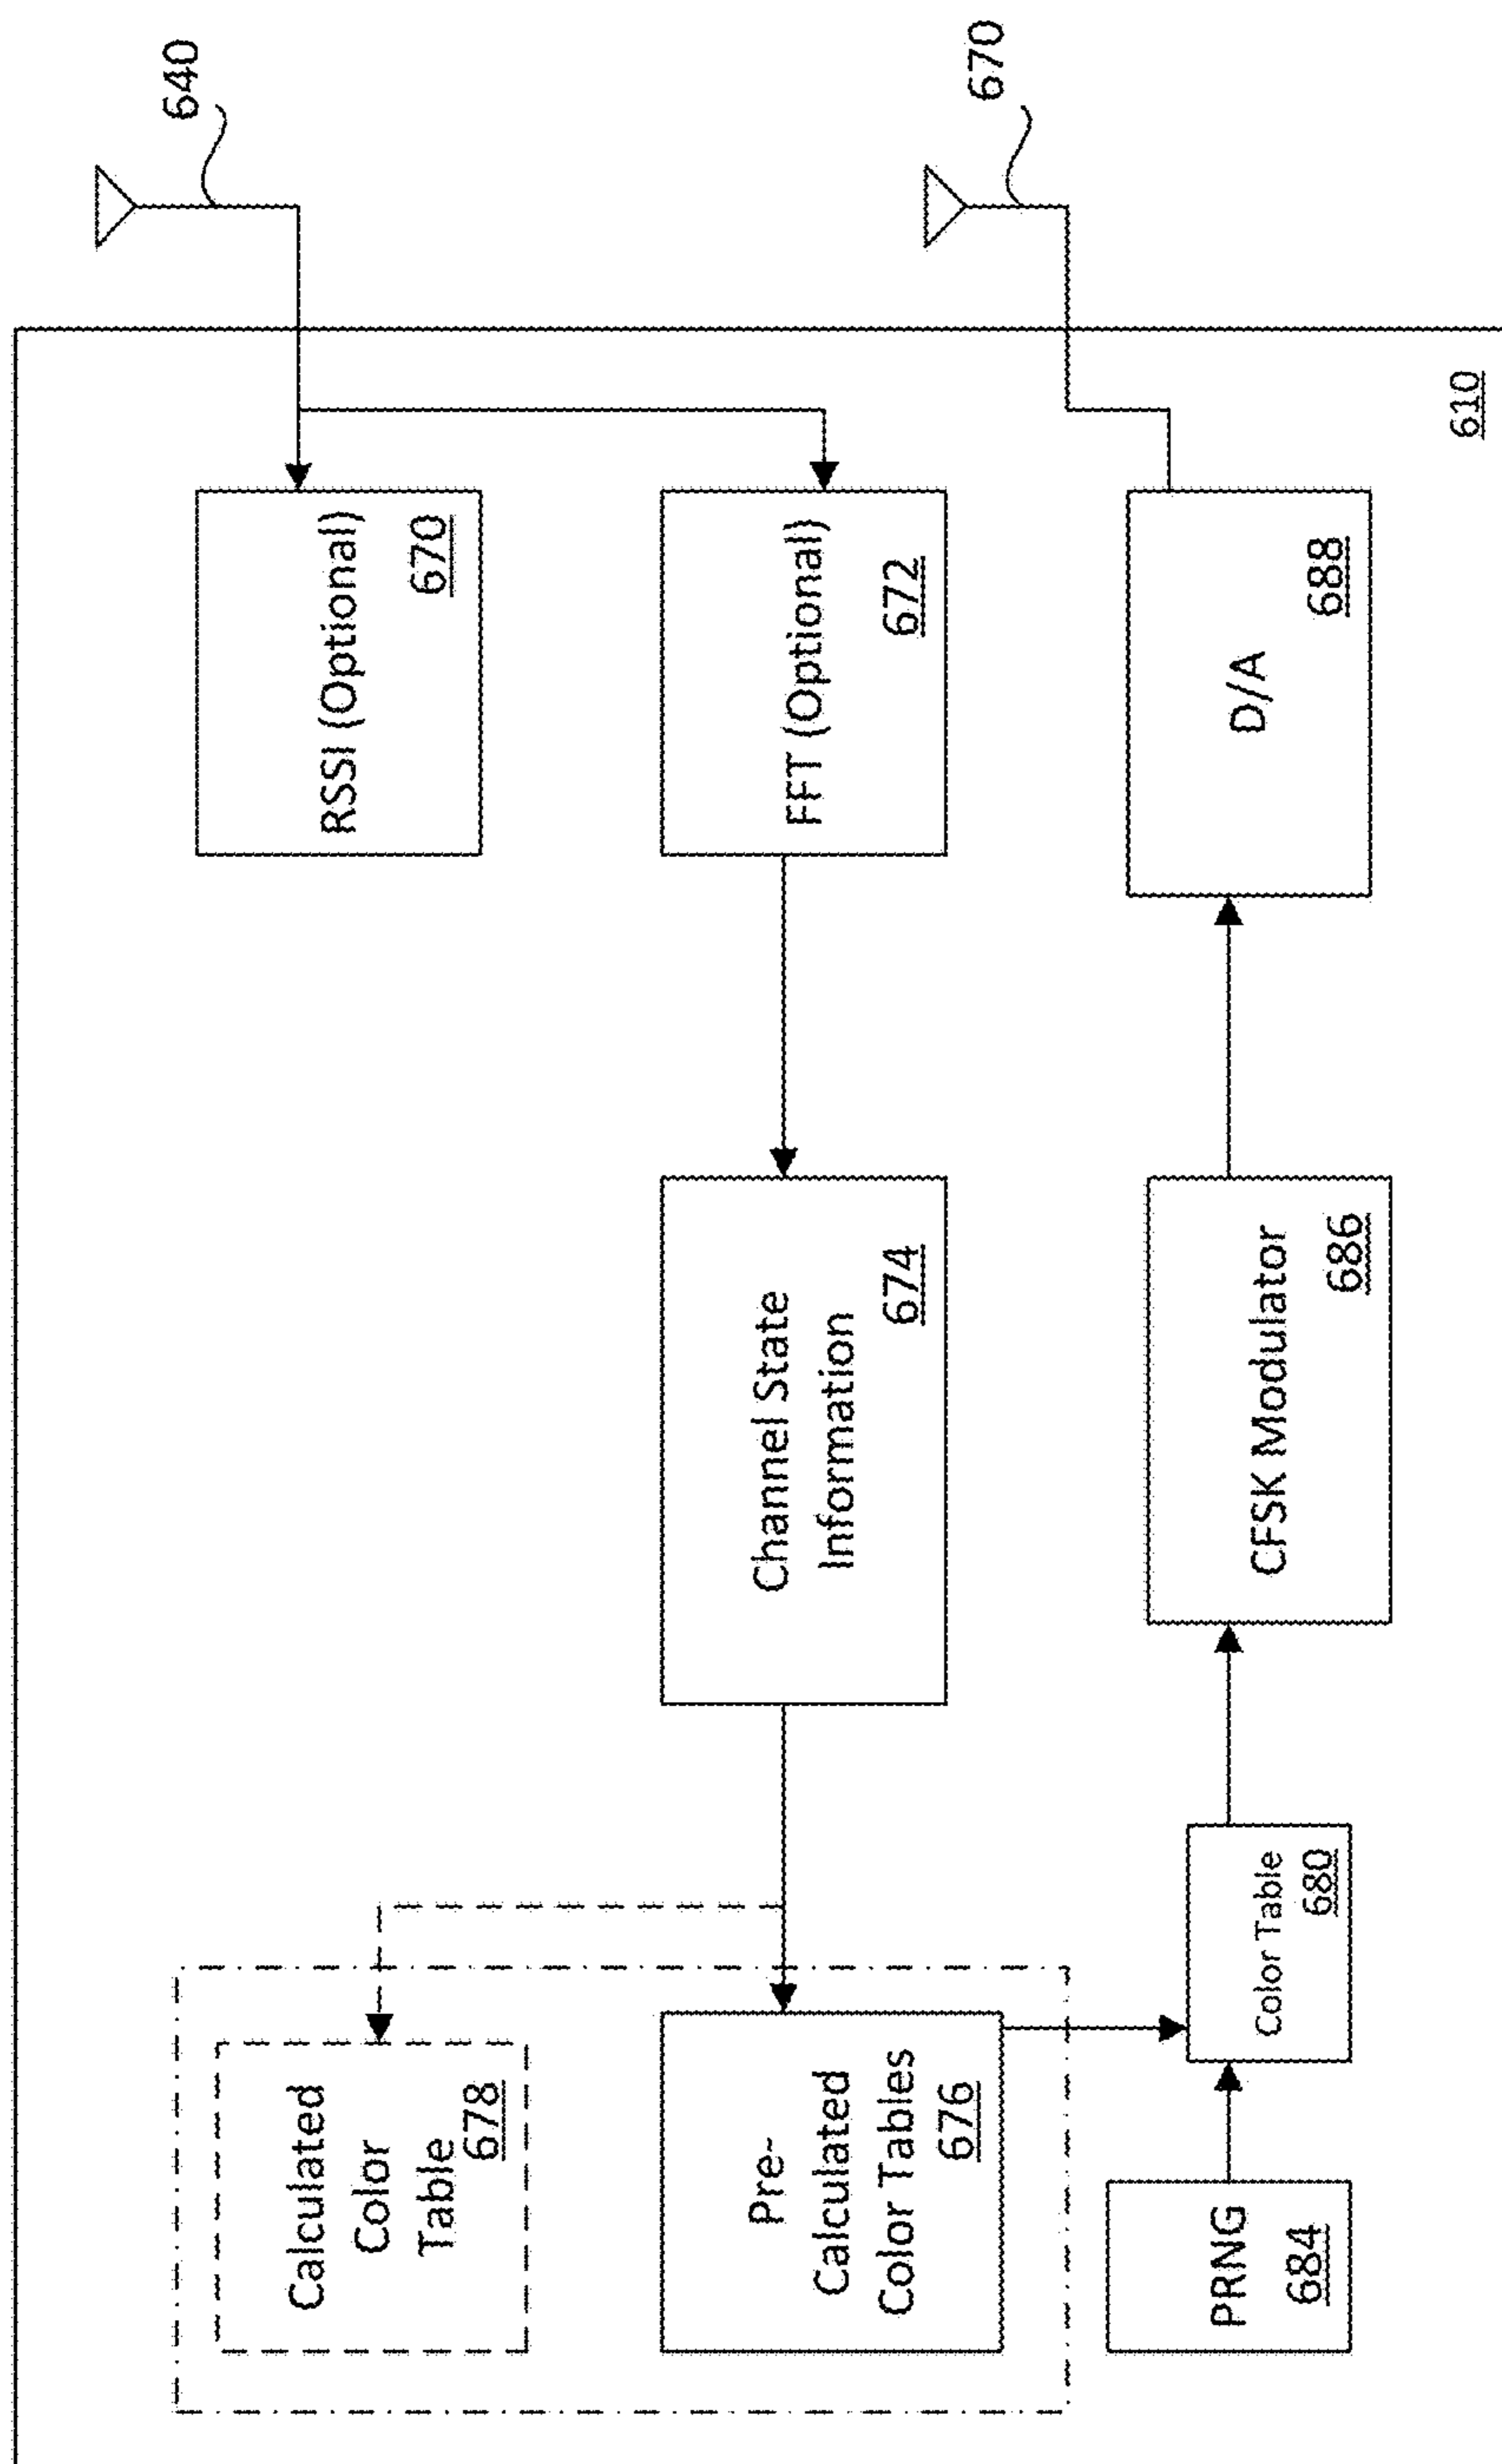 640
670
RSSI (Optional)
670
FFT (Optional)
672
D/A
688
610
Channel State
Information
674
CFSK Modulator
686
Calculated
Color
Table
678
Pre-
Calculated
Color Tables
676
Color Table
680
PRNG
684